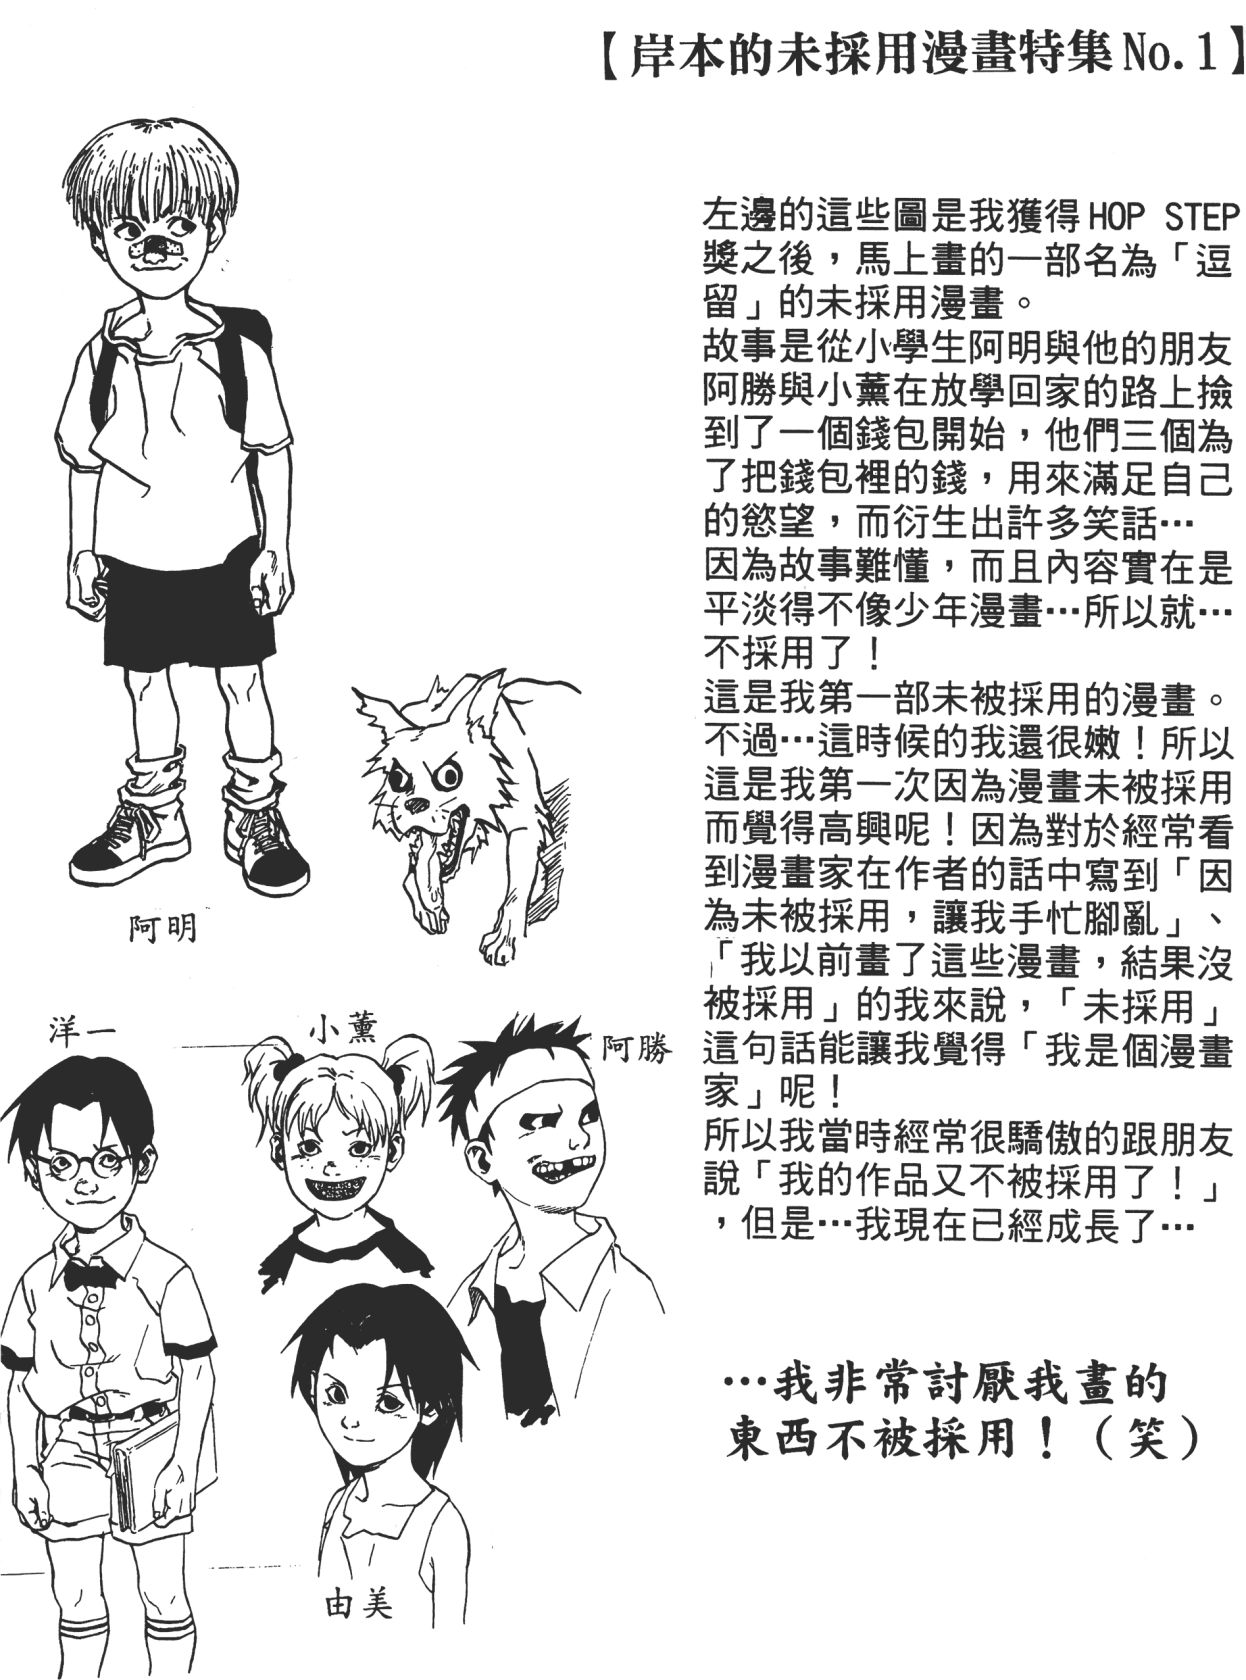 【岸本的未採用漫畫特集No.1】
左邊的這些圖是我獲得HOP STEP
獎之後，馬上畫的一部名為「逗
留」的未採用漫畫。
故事是從小學生阿明與他的朋友
阿勝與小薰在放學回家的路上撿
到了一個錢包開始，他們三個為
了把錢包裡的錢，用來滿足自己
的慾望，而衍生出許多笑話…
因為故事難懂，而且內容實在是
平淡得不像少年漫畫…所以就…
不採用了！
這是我第一部未被採用的漫畫。
不過…這時候的我還很嫩！所以
這是我第一次因為漫畫未被採用
而覺得高興呢！因為對於經常看
到漫畫家在作者的話中寫到「因
為未被採用，讓我手忙腳亂」、
「我以前畫了這些漫畫，結果沒
被採用」的我來說，「未採用」
這句話能讓我覺得「我是個漫畫
家」呢！
所以我當時經常很驕傲的跟朋友
說「我的作品又不被採用了！」
，但是…我現在已經成長了…
…我非常討厭我畫的
東西不被採用！（笑）
阿明
洋一
小薰
阿勝
由美